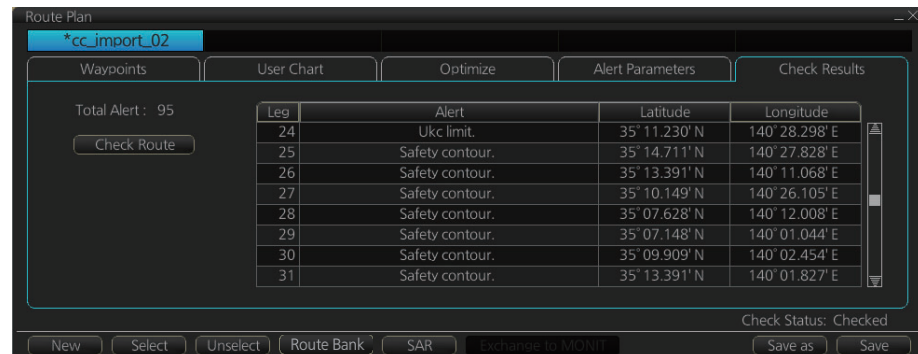 Route Plan
*cc_import_02
Waypoints User Chart Optimize Alert Parameters Check Results
Total Alert : 95
Check Route
Leg Alert Latitude Longitude
24 Ukc limit. 35°11.230' N 140°28.298' E
25 Safety contour. 35°14.711' N 140°27.828' E
26 Safety contour. 35°13.391' N 140°11.068' E
27 Safety contour. 35°10.149' N 140°26.105' E
28 Safety contour. 35°07.628' N 140°12.008' E
29 Safety contour. 35°07.148' N 140°01.044' E
30 Safety contour. 35°09.909' N 140°02.454' E
31 Safety contour. 35°13.391' N 140°01.827' E
Check Status: Checked
New Select Unselect Route Bank SAR Exchange to MONIT Save as Save